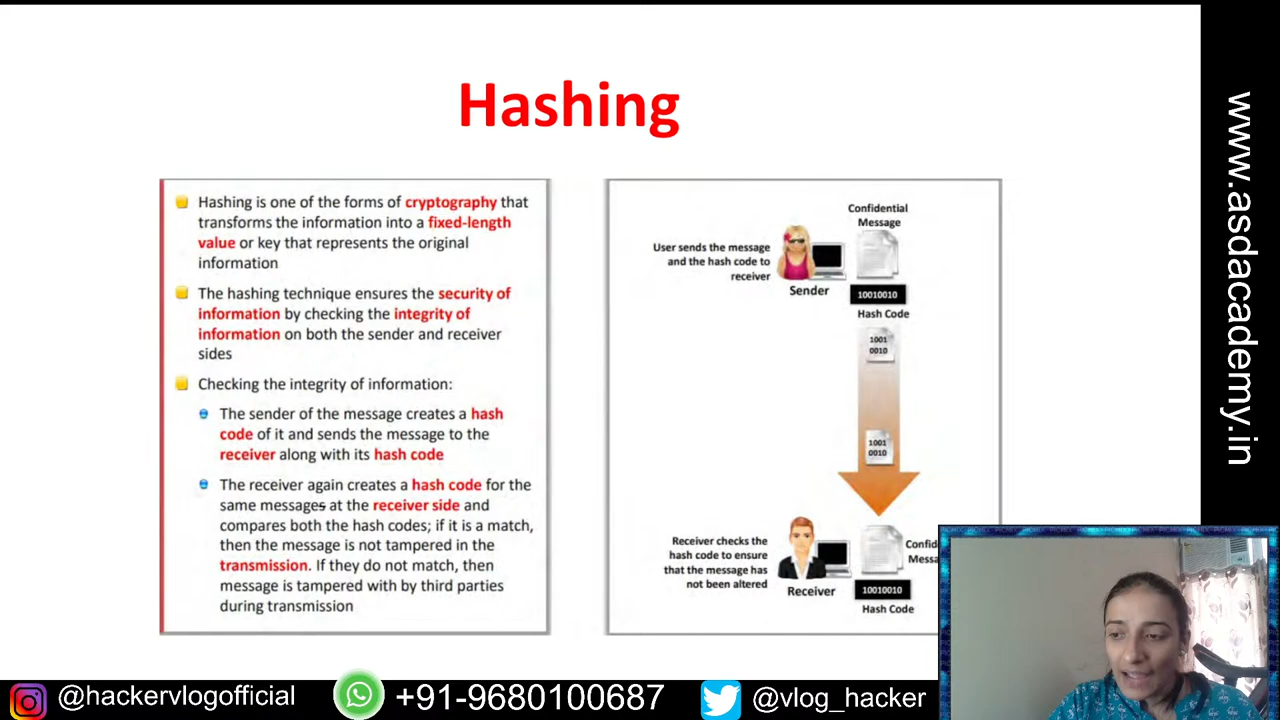 Hashing
Hashing is one of the forms of cryptography that
transforms the information into a fixed-length
value or key that represents the original
information
The hashing technique ensures the security of
information by checking the integrity of
information on both the sender and receiver
sides
Checking the integrity of information:
The sender of the message creates a hash
code of it and sends the message to the
receiver along with its hash code
The receiver again creates a hash code for the
same messages at the receiver side and
compares both the hash codes; if it is a match,
then the message is not tampered in the
transmission. If they do not match, then
message is tampered with by third parties
during transmission
Confidential
Message
User sends the message
and the hash code to
receiver
Sender
10010010
Hash Code
1001
0010
1001
0010
Receiver checks the
hash code to ensure
that the message has
not been altered
Receiver
Confid
Messa
10010010
Hash Code
www.asdacademy.in
@hackervlogofficial
+91-9680100687
@vlog_hacker